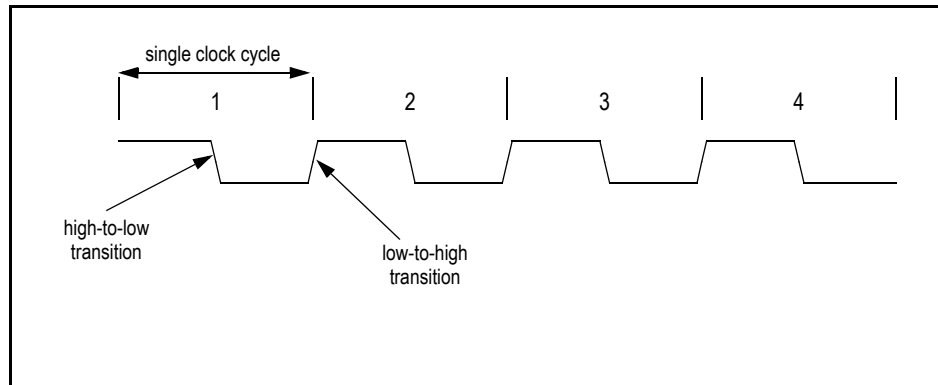 single clock cycle
1 2 3 4
high-to-low
transition
low-to-high
transition